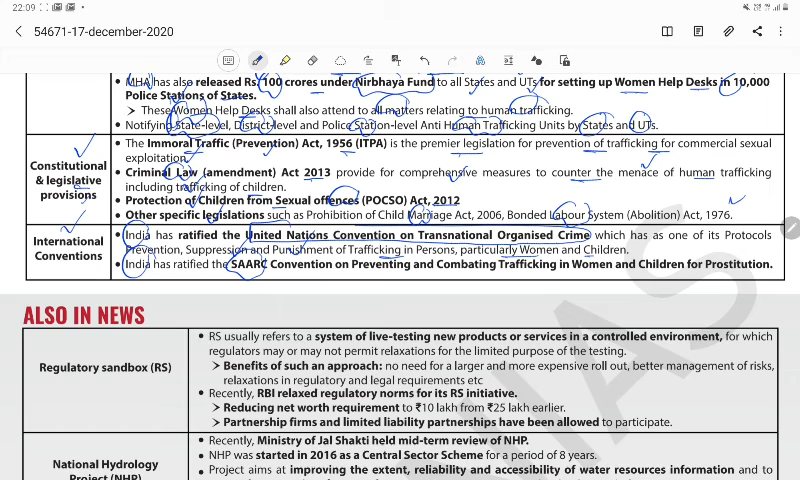 22:09
54671-17-december-2020
• MHA has also released Rs. 100 crores under Nirbhaya Fund to all States and UTs for setting up Women Help Desks in 10,000
Police Stations of States.
➤ These Women Help Desks shall also attend to all matters relating to human trafficking.
• Notifying State-level, District-level and Police Station-level Anti Human Trafficking Units by States and UTs.
Constitutional
& legislative
provisions
• The Immoral Traffic (Prevention) Act, 1956 (ITPA) is the premier legislation for prevention of trafficking for commercial sexual
exploitation.
• Criminal Law (amendment) Act 2013 provide for comprehensive measures to counter the menace of human trafficking
including trafficking of children.
• Protection of Children from Sexual offences (POCSO) Act, 2012
• Other specific legislations such as Prohibition of Child Marriage Act, 2006, Bonded Labour System (Abolition) Act, 1976.
International
Conventions
• India has ratified the United Nations Convention on Transnational Organised Crime which has as one of its Protocols
Prevention, Suppression and Punishment of Trafficking in Persons, particularly Women and Children.
• India has ratified the SAARC Convention on Preventing and Combating Trafficking in Women and Children for Prostitution.
ALSO IN NEWS
Regulatory sandbox (RS)
• RS usually refers to a system of live-testing new products or services in a controlled environment, for which
regulators may or may not permit relaxations for the limited purpose of the testing.
➤ Benefits of such an approach: no need for a larger and more expensive roll out, better management of risks,
relaxations in regulatory and legal requirements etc
• Recently, RBI relaxed regulatory norms for its RS initiative.
➤ Reducing net worth requirement to ₹10 lakh from ₹25 lakh earlier.
➤ Partnership firms and limited liability partnerships have been allowed to participate.
National Hydrology
Project (NHP)
• Recently, Ministry of Jal Shakti held mid-term review of NHP.
• NHP was started in 2016 as a Central Sector Scheme for a period of 8 years.
• Project aims at improving the extent, reliability and accessibility of water resources information and to